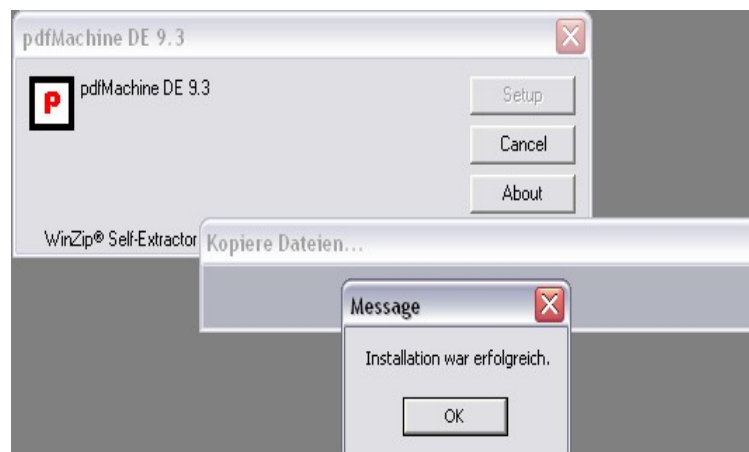 pdfMachine DE 9.3
P
pdfMachine DE 9.3
Setup
Cancel
About
WinZip® Self-Extractor
Kopiere Dateien...
Message
Installation war erfolgreich.
OK